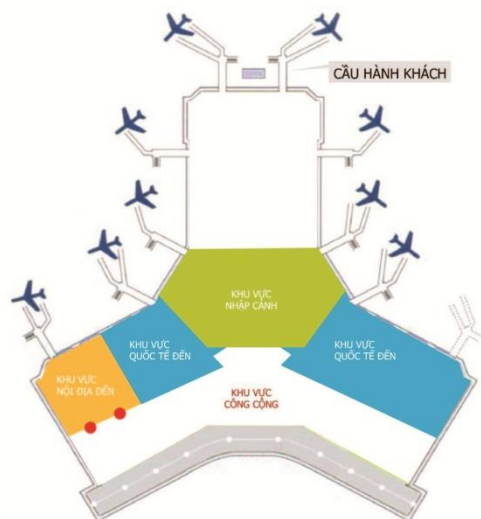 CẦU HÀNH KHÁCH
KHU VỰC
NHẬP CẢNH
KHU VỰC
QUỐC TẾ ĐẾN
KHU VỰC
QUỐC TẾ ĐẾN
KHU VỰC
NỘI ĐỊA ĐẾN
KHU VỰC
CÔNG CỘNG